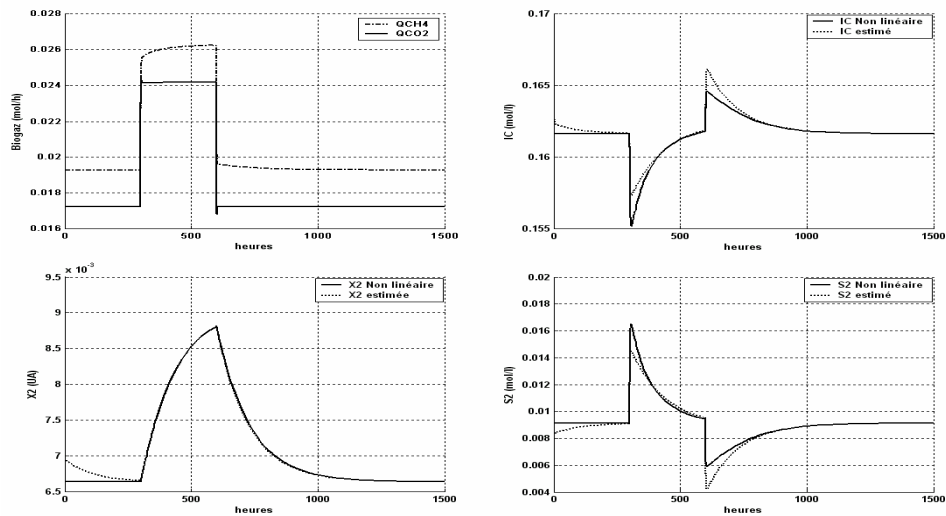 0.028
0.026
0.024
0.022
0.02
0.018
0.016
Biogaz (mol/h)
QCH4
QCO2
0
500
1000
1500
heures
0.17
0.165
0.16
0.155
IC (mol/l)
IC Non linéaire
IC estimé
0
500
1000
1500
heures
x 10⁻³
9.5
9
8.5
8
7.5
7
6.5
X2 (UA)
X2 Non linéaire
X2 estimée
0
500
1000
1500
heures
0.02
0.018
0.016
0.014
0.012
0.01
0.008
0.006
0.004
S2 (mol/l)
S2 Non linéaire
S2 estimé
0
500
1000
1500
heures